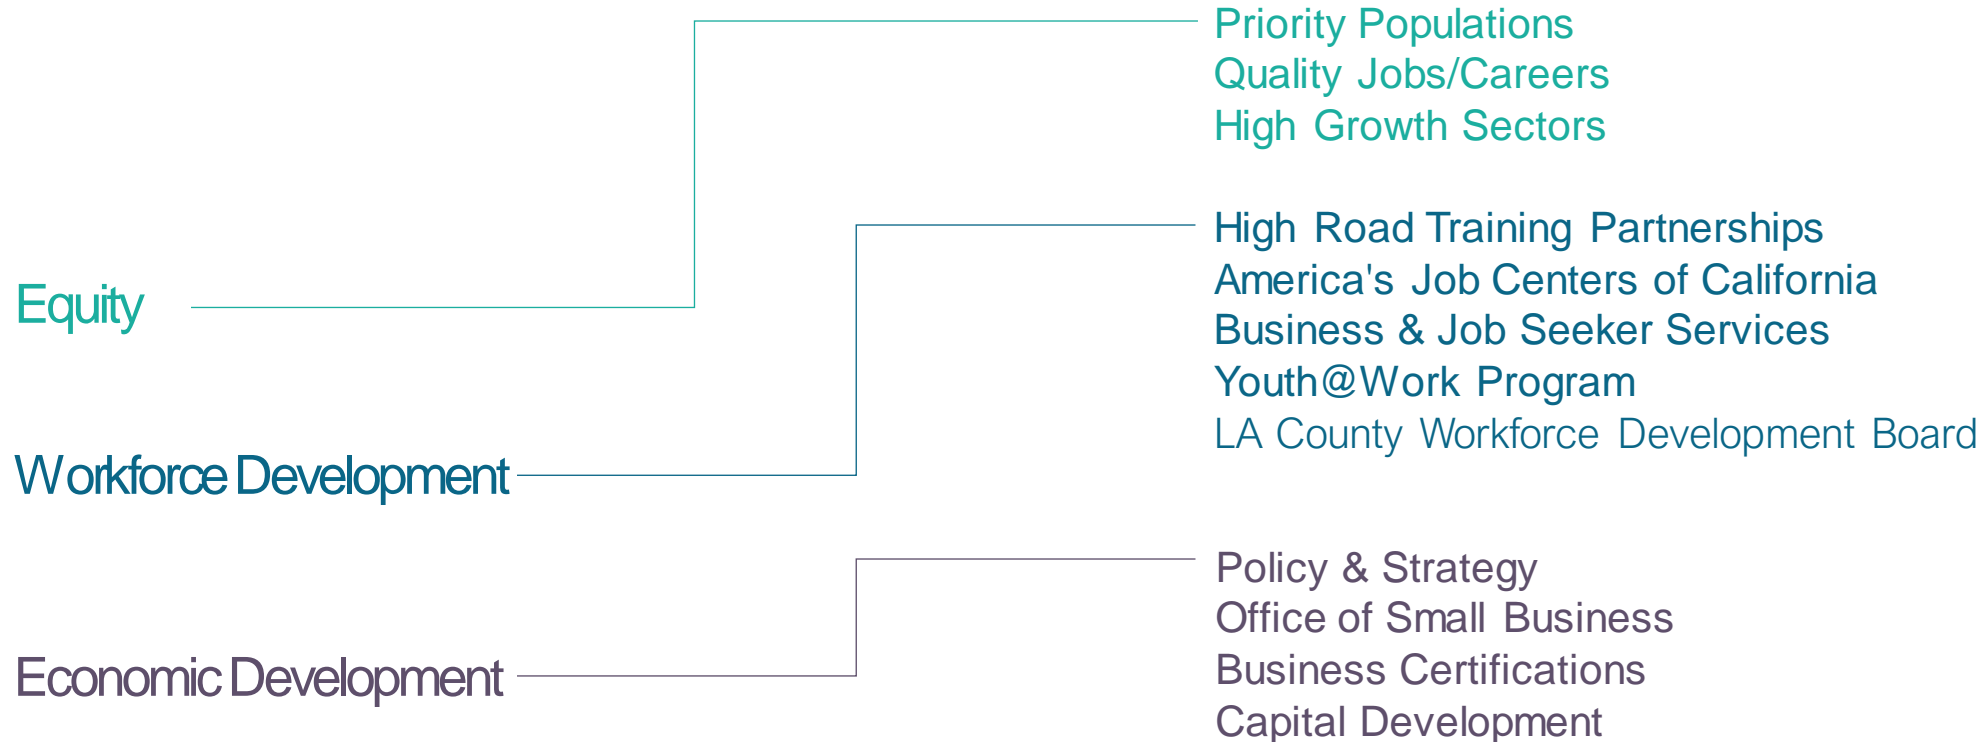 Equity
Priority Populations
Quality Jobs/Careers
High Growth Sectors
Workforce Development
High Road Training Partnerships
America's Job Centers of California
Business & Job Seeker Services
Youth@Work Program
LA County Workforce Development Board
Economic Development
Policy & Strategy
Office of Small Business
Business Certifications
Capital Development